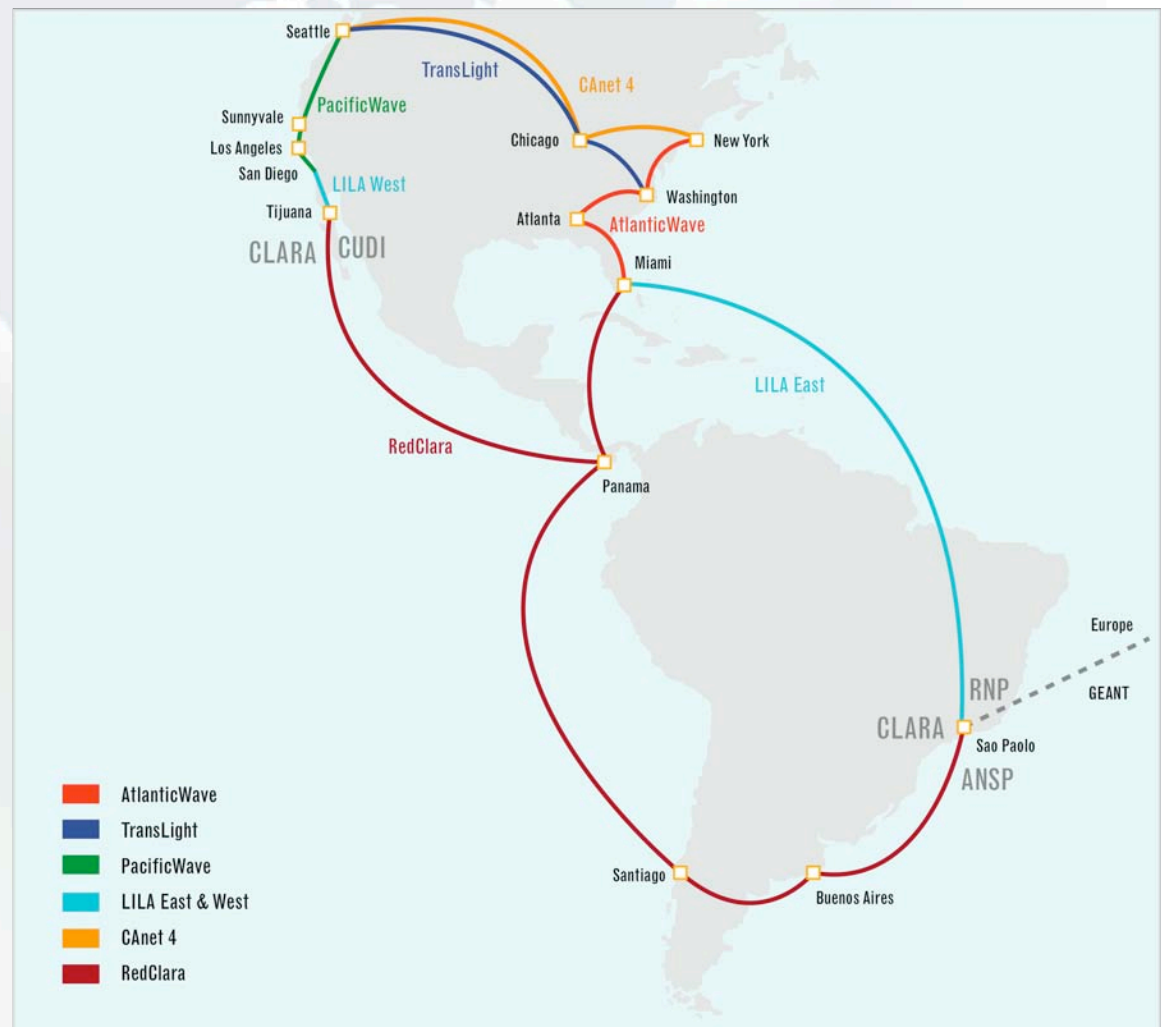 Seattle
TransLight
CAnet 4
PacificWave
Sunnyvale
Los Angeles
Chicago
New York
San Diego
LILA West
Washington
Tijuana
Atlanta
AtlanticWave
CLARA
CUDI
Miami
LILA East
RedClara
Panama
Europe
RNP
GEANT
CLARA
Sao Paolo
ANSP
Santiago
Buenos Aires
AtlanticWave
TransLight
PacificWave
LILA East & West
CAnet 4
RedClara